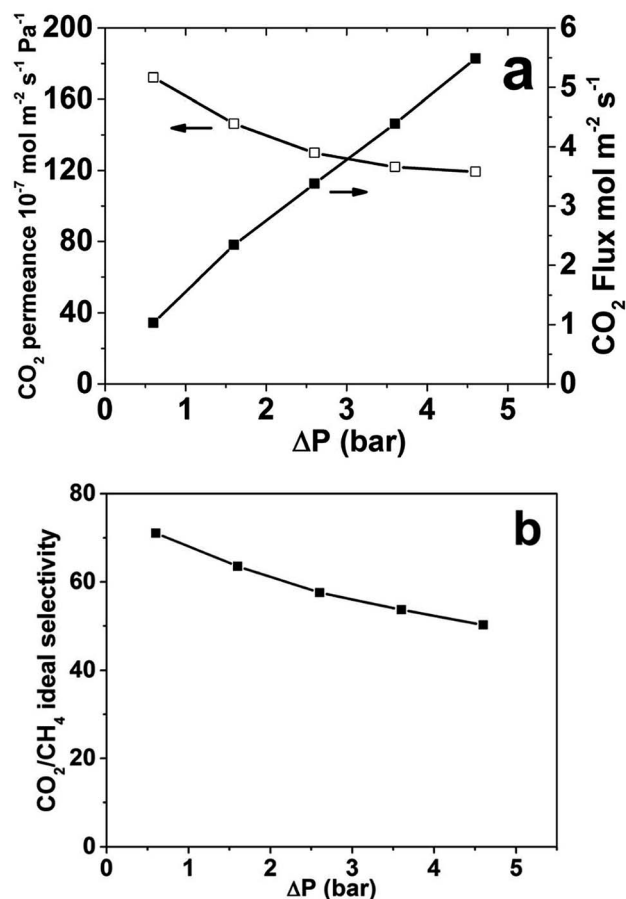 a
CO2 permeance 10-7 mol m-2 s-1 Pa-1
200
160
120
80
40
0
6
5
4
3
2
1
0
CO2 Flux mol m-2 s-1
0 1 2 3 4 5
ΔP (bar)
b
CO2/CH4 ideal selectivity
80
60
40
20
0
0 1 2 3 4 5
ΔP (bar)